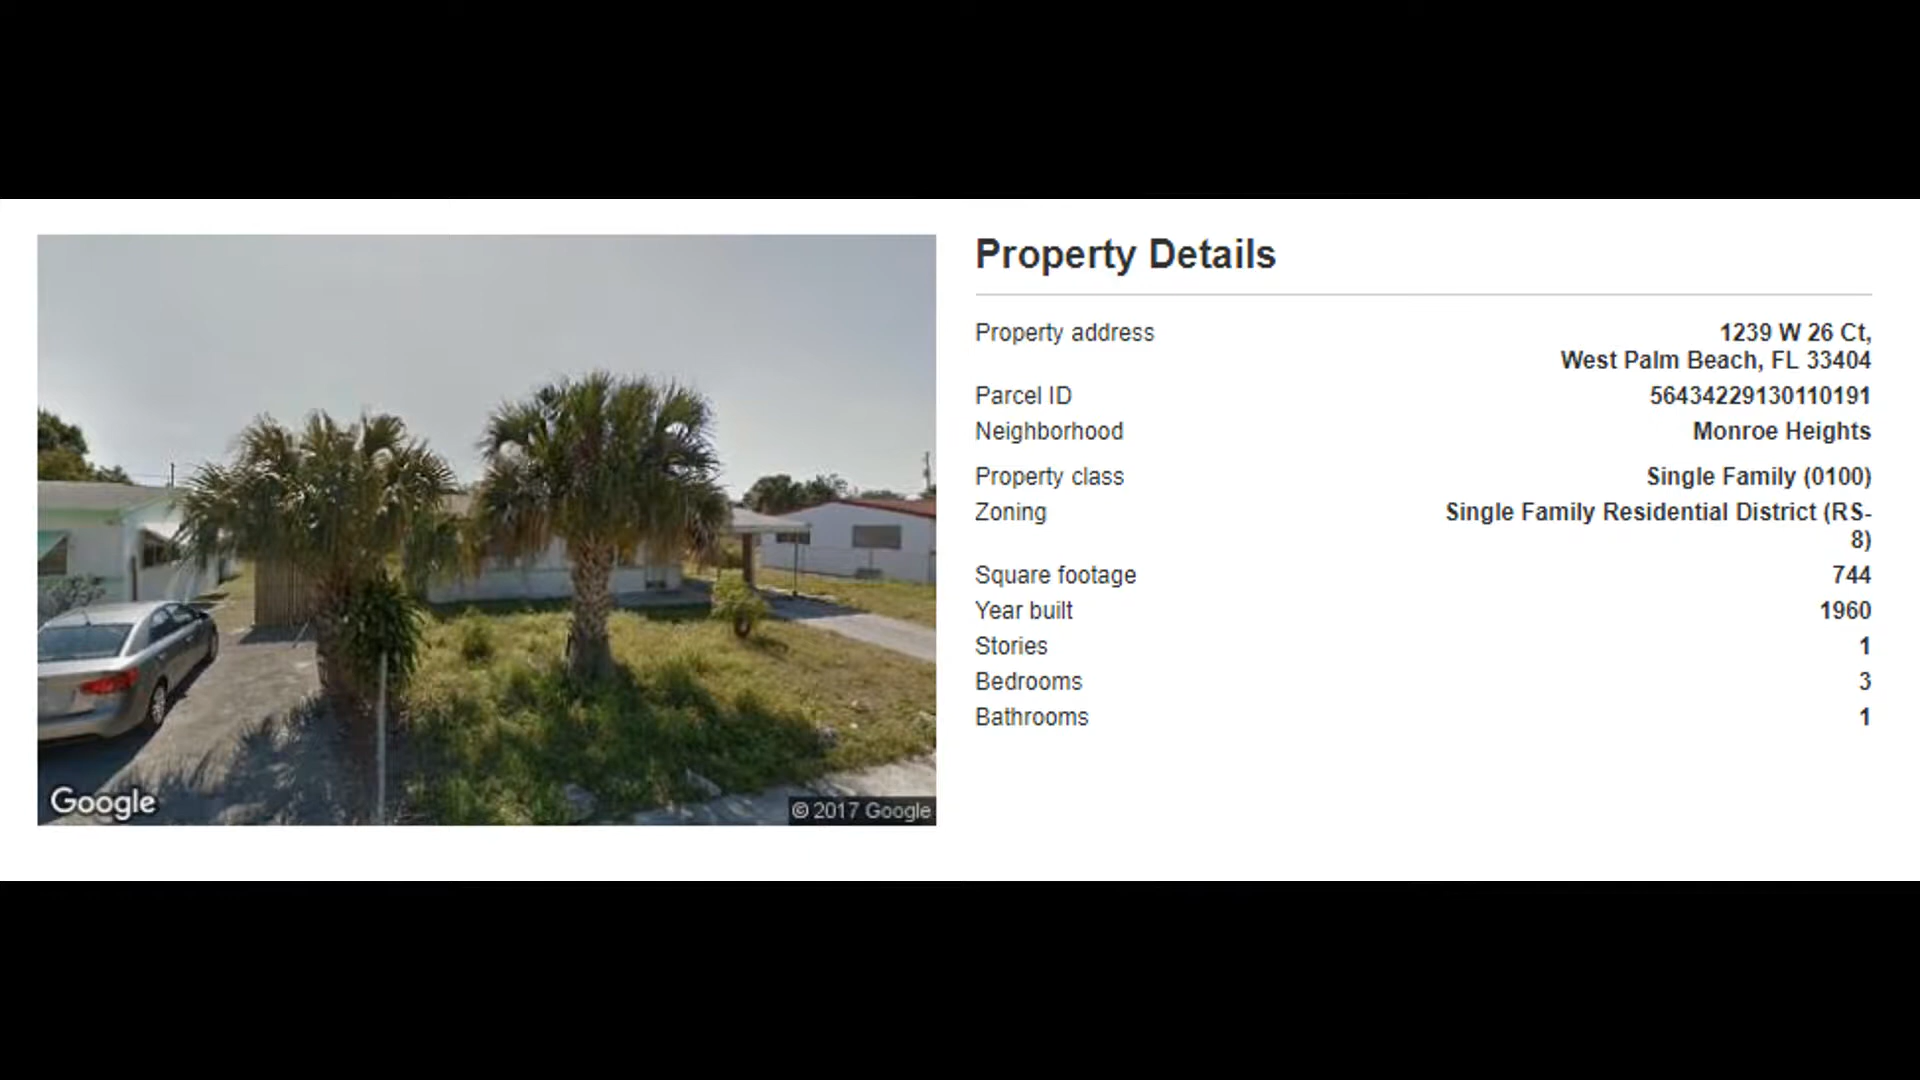 Property Details
Property address 1239 W 26 Ct,
West Palm Beach, FL 33404
Parcel ID 56434229130110191
Neighborhood Monroe Heights
Property class Single Family (0100)
Zoning Single Family Residential District (RS-
8)
Square footage 744
Year built 1960
Stories 1
Bedrooms 3
Bathrooms 1
Google
© 2017 Google